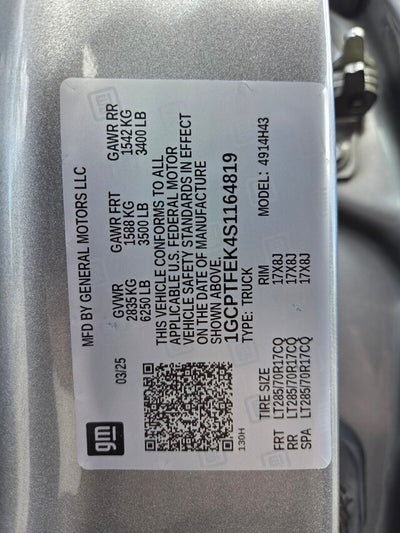 gm
MFD BY GENERAL MOTORS LLC
03/25
GVWR GAWR FRT GAWR RR
2835 KG 1588 KG 1542 KG
6250 LB 3500 LB 3400 LB
THIS VEHICLE CONFORMS TO ALL
APPLICABLE U.S. FEDERAL MOTOR
VEHICLE SAFETY STANDARDS IN EFFECT
ON THE DATE OF MANUFACTURE
SHOWN ABOVE.
1GCPTFEK4S1164819
TYPE: TRUCK MODEL: 4914H43
130H
TIRE SIZE RIM
FRT LT285/70R17CQ 17X8J
RR LT285/70R17CQ 17X8J
SPA LT285/70R17CQ 17X8J